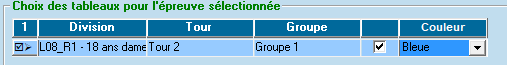 Choix des tableaux pour l'épreuve sélectionnée
1 Division Tour Groupe Couleur
L08_R1 - 18 ans dame Tour 2 Groupe 1 Bleue